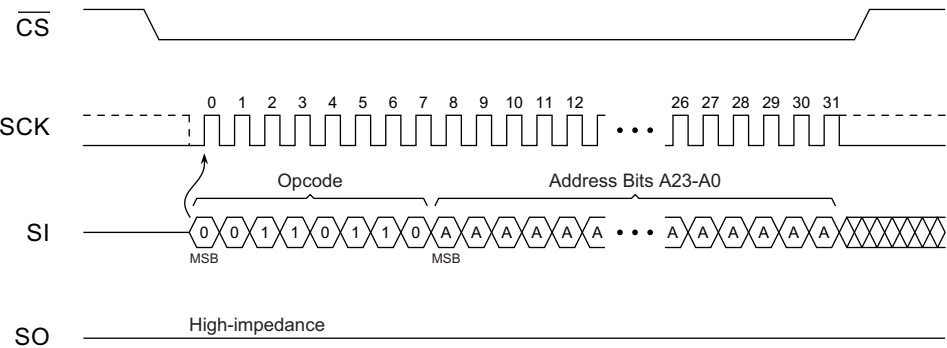 CS
0 1 2 3 4 5 6 7 8 9 10 11 12 26 27 28 29 30 31
SCK
Opcode Address Bits A23-A0
SI 0 0 1 1 0 1 1 0 A A A A A A A A A A A A
MSB MSB
High-impedance
SO